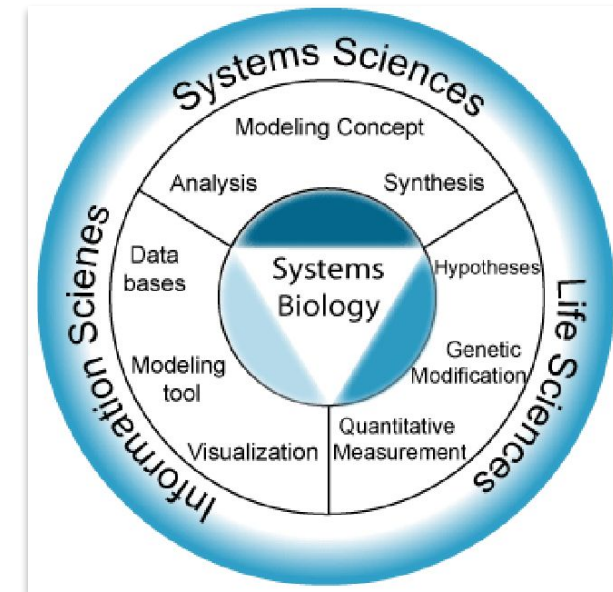 Systems Sciences
Modeling Concept
Analysis
Synthesis
Information Scienes
Data
bases
Modeling
tool
Visualization
Systems
Biology
Life Sciences
Hypotheses
Genetic
Modification
Quantitative
Measurement